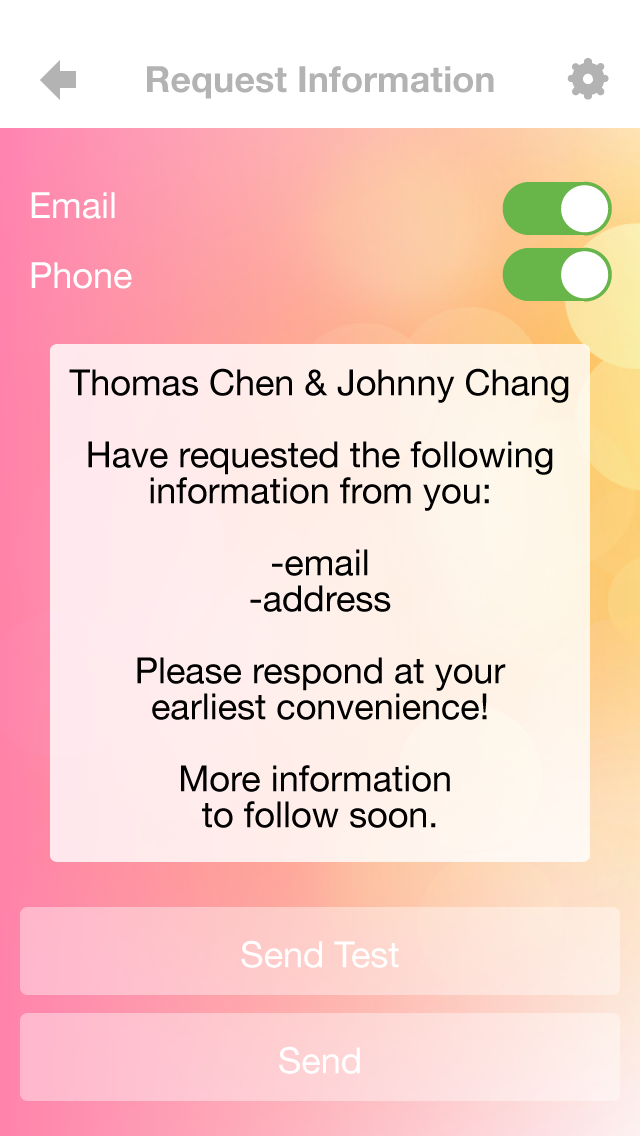 Request Information
Email
Phone
Thomas Chen & Johnny Chang
Have requested the following
information from you:
-email
-address
Please respond at your
earliest convenience!
More information
to follow soon.
Send Test
Send